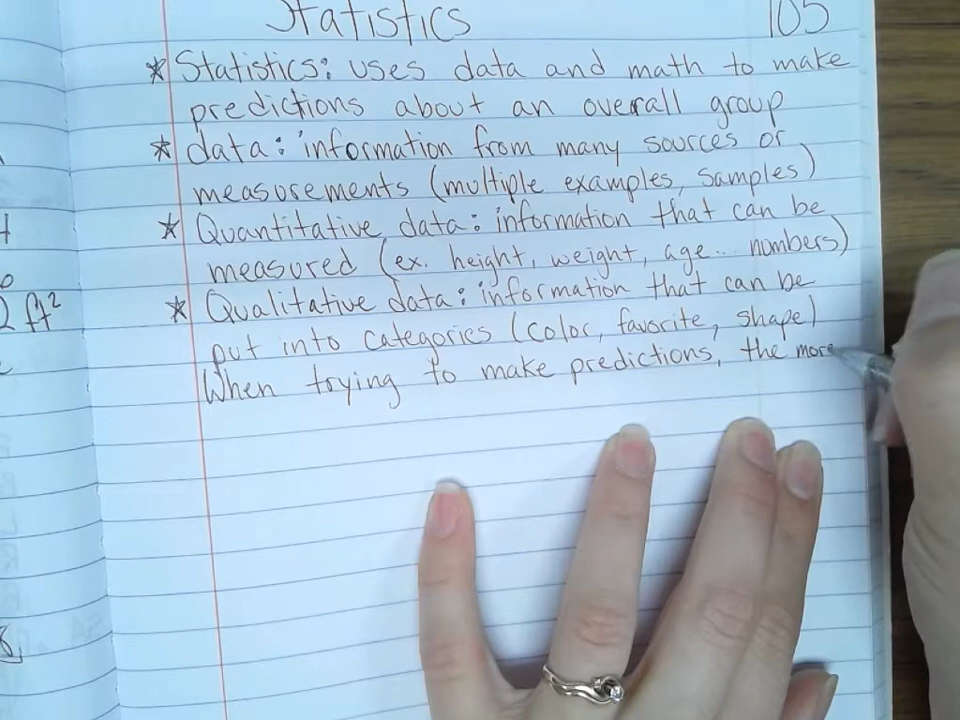 Statistics 105
* Statistics: uses data and math to make
predictions about an overall group
* data: information from many sources or
measurements (multiple examples, samples)
* Quantitative data: information that can be
measured (ex. height, weight, age... numbers)
* Qualitative data: information that can be
put into categories (color, favorite, shape)
When trying to make predictions, the more
ft²